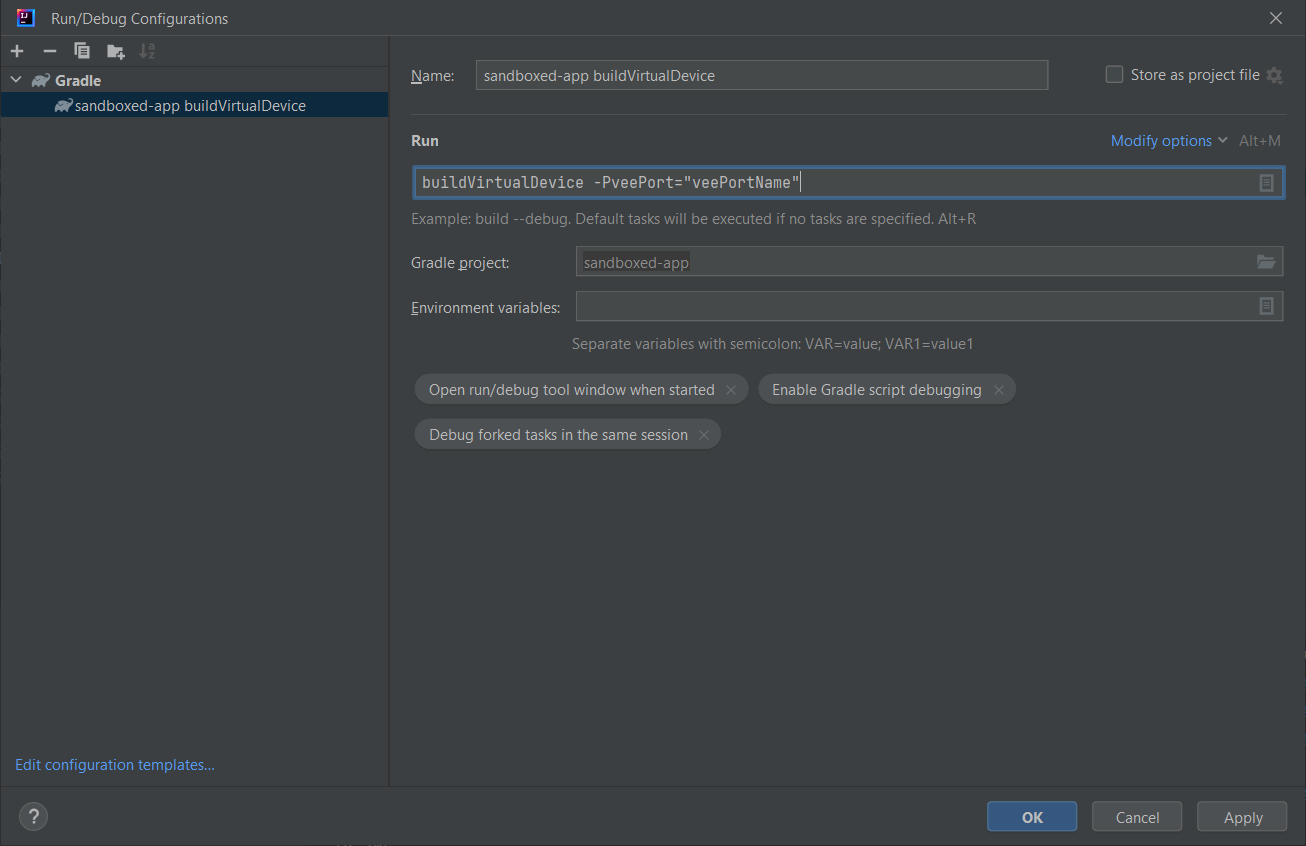 Run/Debug Configurations
Gradle
sandboxed-app buildVirtualDevice
Edit configuration templates...
Name: sandboxed-app buildVirtualDevice Store as project file
Run Modify options Alt+M
buildVirtualDevice -PveePort="veePortName"
Example: build --debug. Default tasks will be executed if no tasks are specified. Alt+R
Gradle project: sandboxed-app
Environment variables:
Separate variables with semicolon: VAR=value; VAR1=value1
Open run/debug tool window when started Enable Gradle script debugging
Debug forked tasks in the same session
? OK Cancel Apply